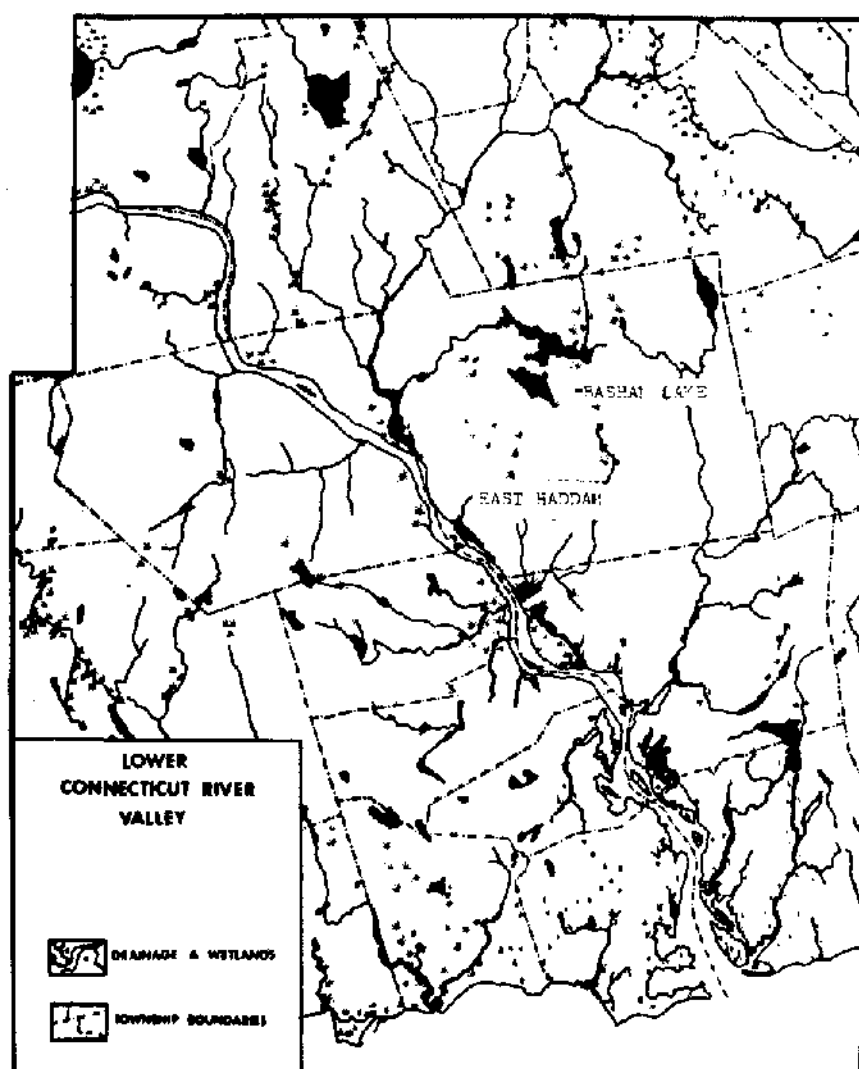 BASHAN LAKE
EAST HADDAM
LOWER
CONNECTICUT RIVER
VALLEY
DRAINAGE & WETLANDS
TOWNSHIP BOUNDARIES